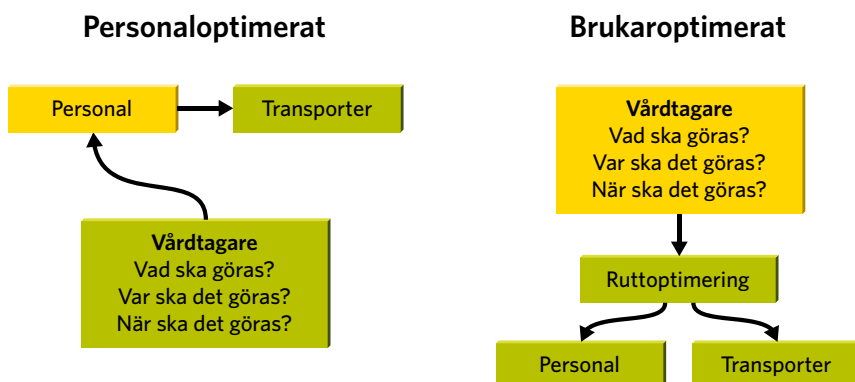 Personaloptimerat
Personal
Transporter
Vårdtagare
Vad ska göras?
Var ska det göras?
När ska det göras?
Brukaroptimerat
Vårdtagare
Vad ska göras?
Var ska det göras?
När ska det göras?
Ruttoptimering
Personal
Transporter